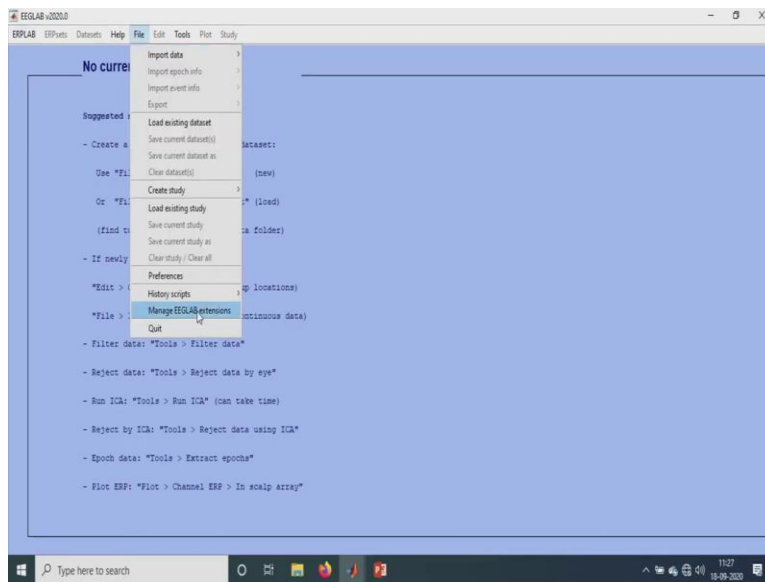 EEGLAB v2020.0
ERPLAB ERPsets Datasets Help File Edit Tools Plot Study
Import data
Import epoch info
Import event info
Export
Load existing dataset
Save current dataset(s)
Save current dataset as
Clear dataset(s)
Create study
Load existing study
Save current study
Save current study as
Clear study / Clear all
Preferences
History scripts
Manage EEGLAB extensions
Quit
No curre
Suggested
- Create a dataset:
Use "Fi (new)
Or "Fi " (load)
(find folder)
- If newly
"Edit > locations)
"File > continuous data)
- Filter data: "Tools > Filter data"
- Reject data: "Tools > Reject data by eye"
- Run ICA: "Tools > Run ICA" (can take time)
- Reject by ICA: "Tools > Reject data using ICA"
- Epoch data: "Tools > Extract epochs"
- Plot ERP: "Plot > Channel ERP > In scalp array"
Type here to search
11:27
18-09-2020